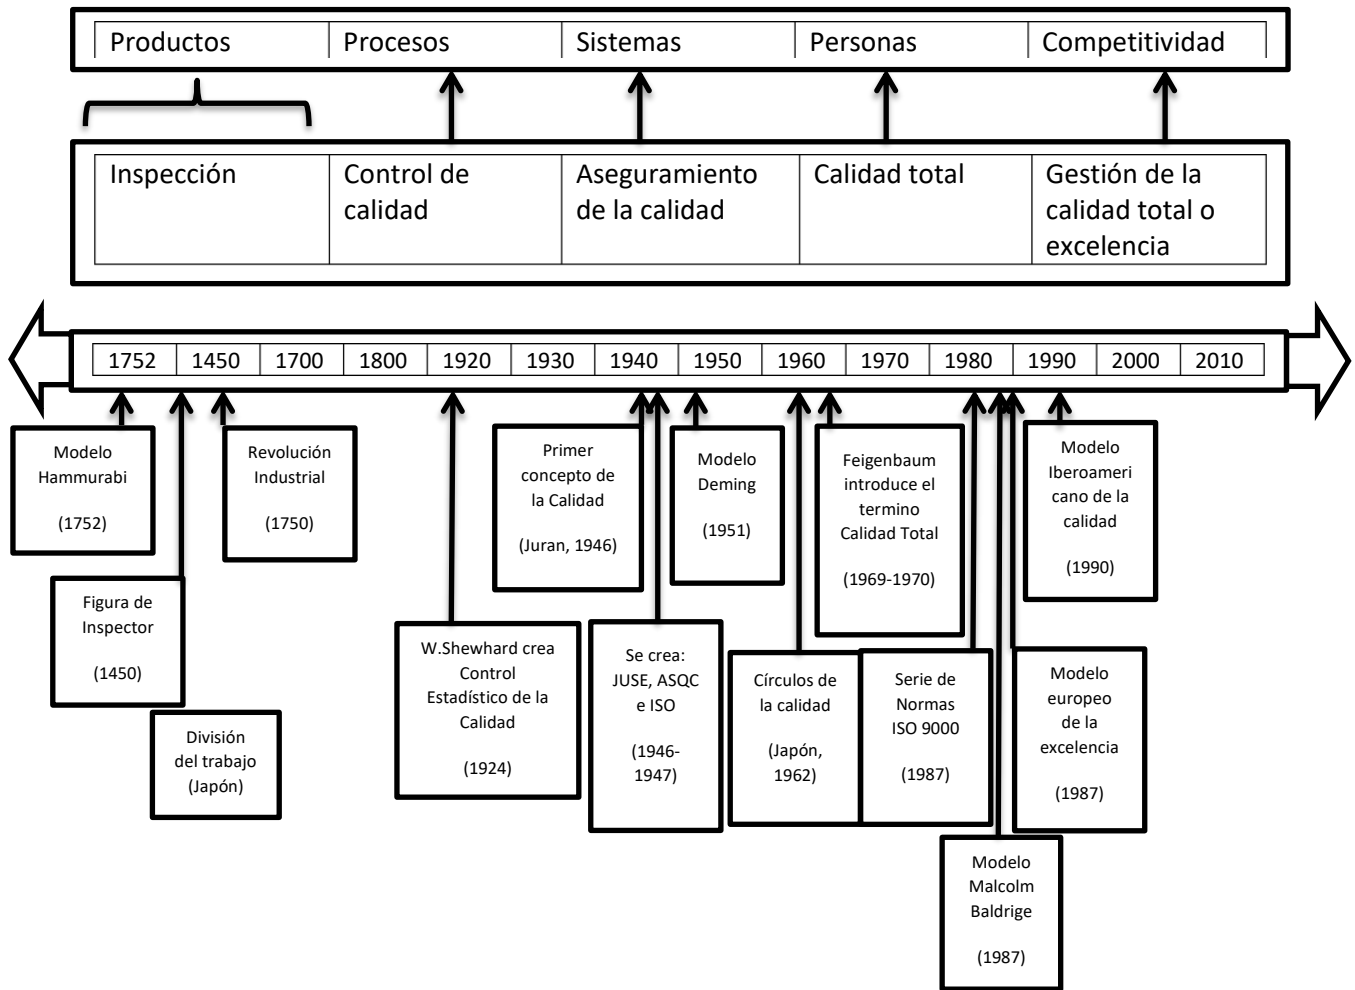 Productos Procesos Sistemas Personas Competitividad
Inspección
Control de
calidad
Aseguramiento
de la calidad
Calidad total
Gestión de la
calidad total o
excelencia
1752 1450 1700 1800 1920 1930 1940 1950 1960 1970 1980 1990 2000 2010
Modelo
Hammurabi
(1752)
Figura de
Inspector
(1450)
División
del trabajo
(Japón)
Revolución
Industrial
(1750)
W.Shewhard crea
Control
Estadístico de la
Calidad
(1924)
Primer
concepto de
la Calidad
(Juran, 1946)
Se crea:
JUSE, ASQC
e ISO
(1946-
1947)
Modelo
Deming
(1951)
Círculos de
la calidad
(Japón,
1962)
Feigenbaum
introduce el
termino
Calidad Total
(1969-1970)
Serie de
Normas
ISO 9000
(1987)
Modelo
Malcolm
Baldrige
(1987)
Modelo
europeo
de la
excelencia
(1987)
Modelo
Iberoameri
cano de la
calidad
(1990)